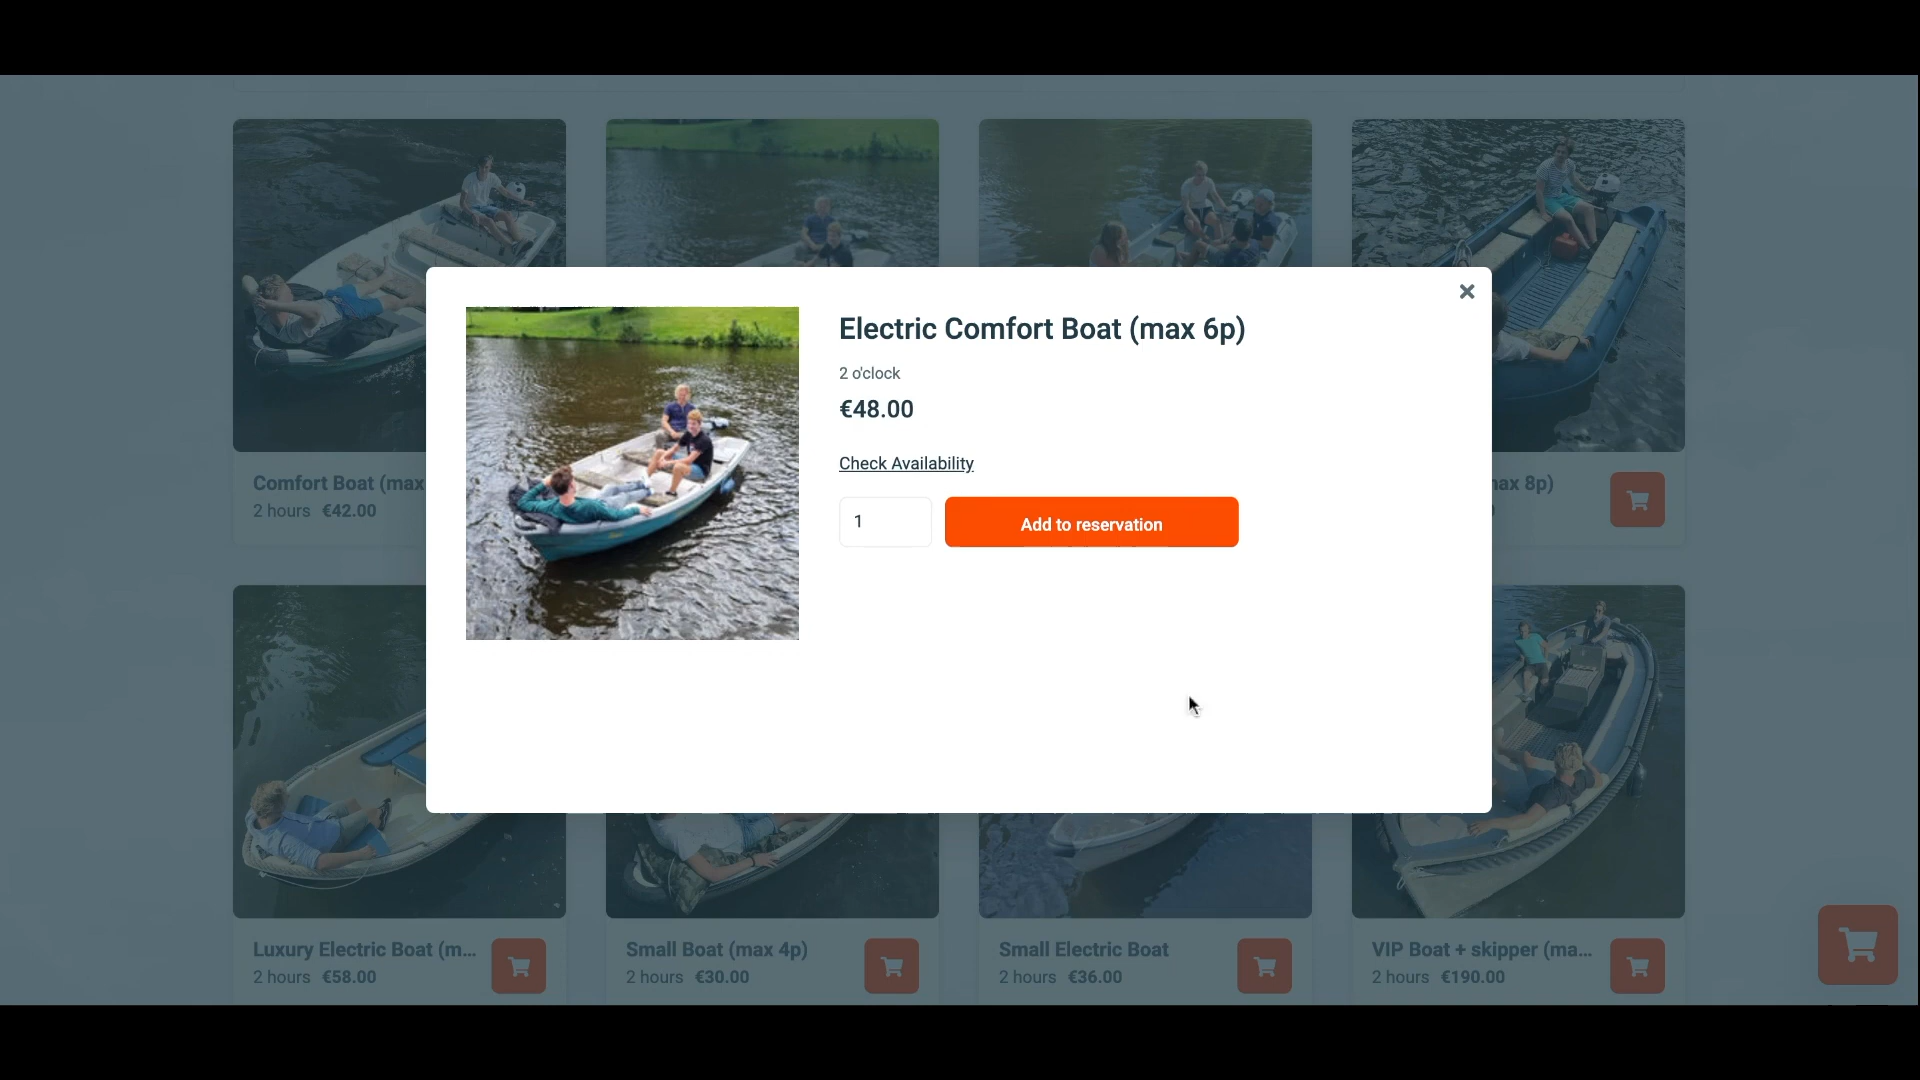 Electric Comfort Boat (max 6p)
2 o'clock
€48.00
Check Availability
1
Add to reservation
Comfort Boat (max
2 hours €42.00
max 8p)
Luxury Electric Boat (m...
2 hours €58.00
Small Boat (max 4p)
2 hours €30.00
Small Electric Boat
2 hours €36.00
VIP Boat + skipper (ma...
2 hours €190.00